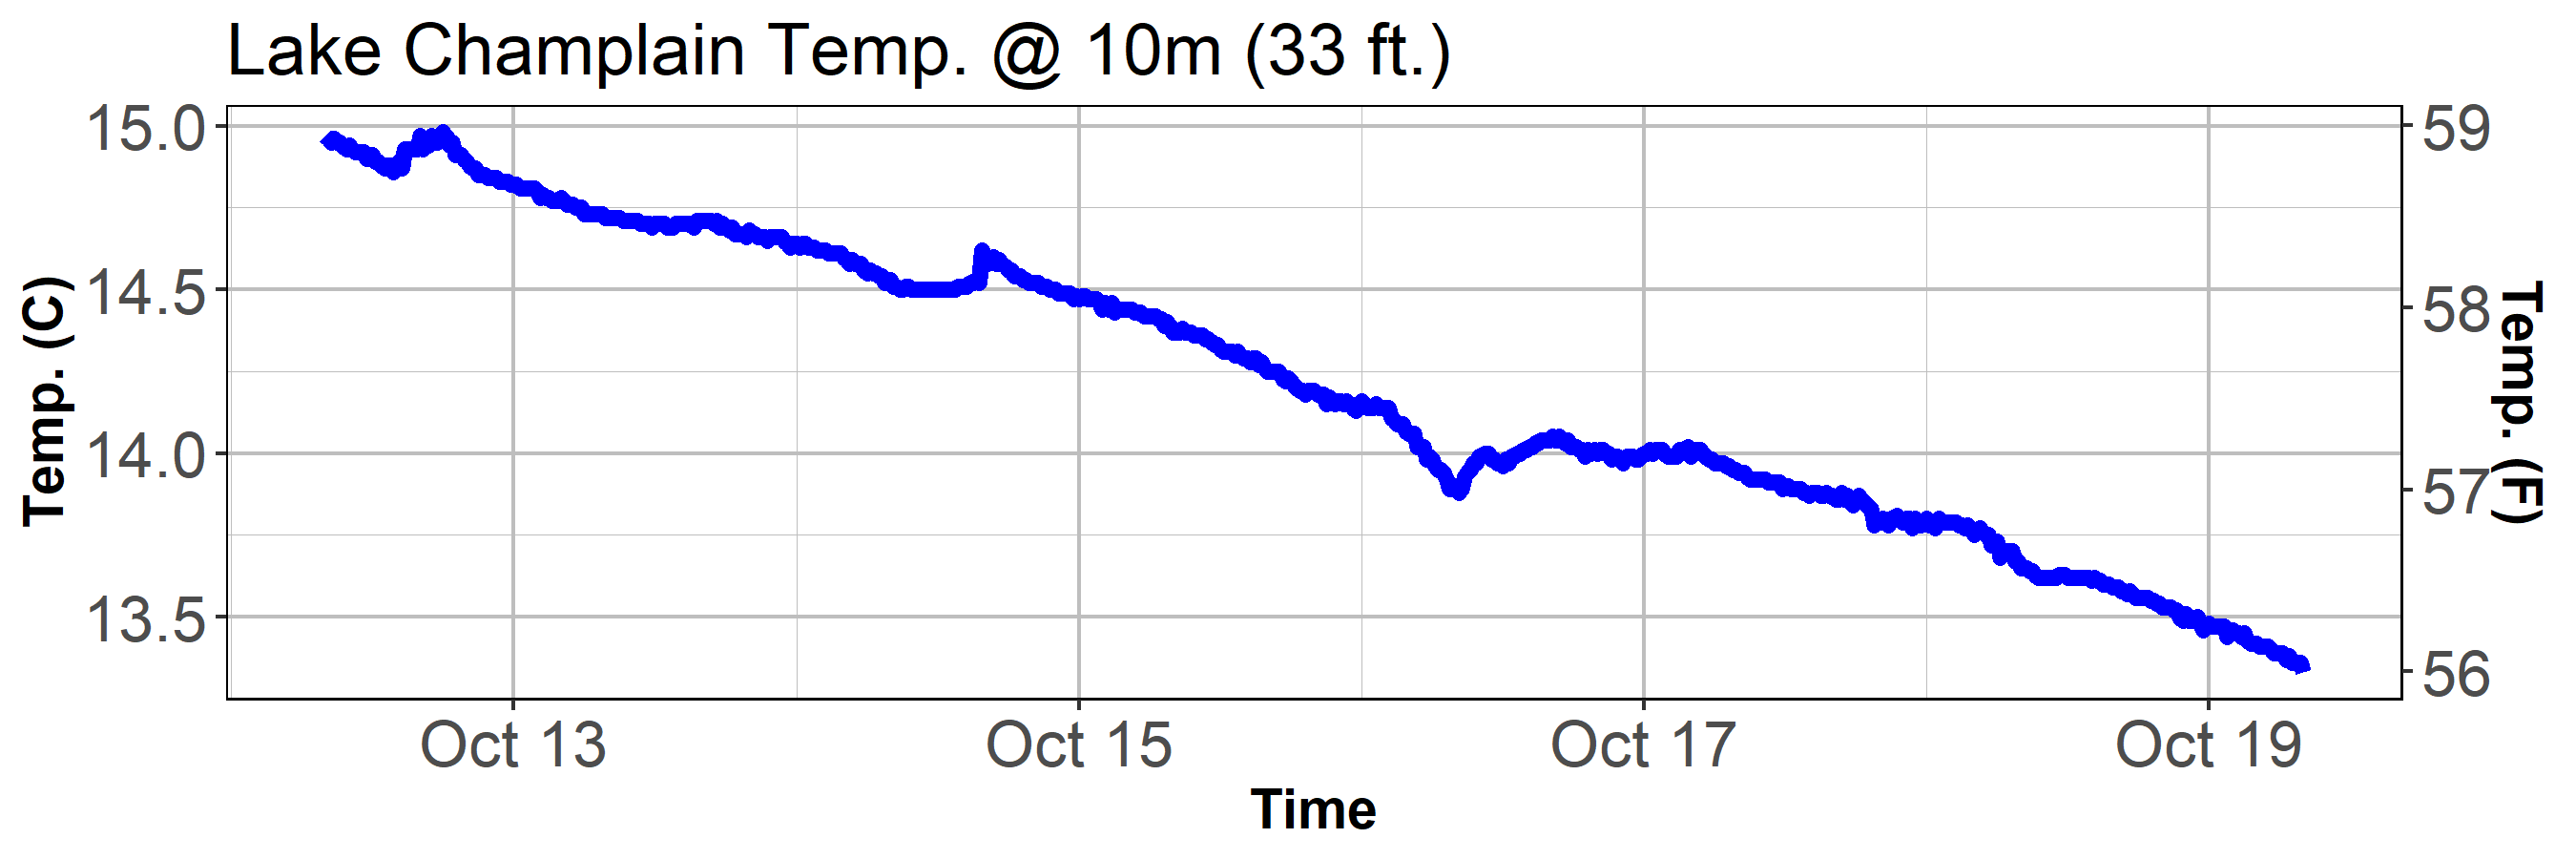 Lake Champlain Temp. @ 10m (33 ft.)
Temp. (C)
15.0
14.5
14.0
13.5
59
58
57
56
Temp. (F)
Oct 13 Oct 15 Oct 17 Oct 19
Time